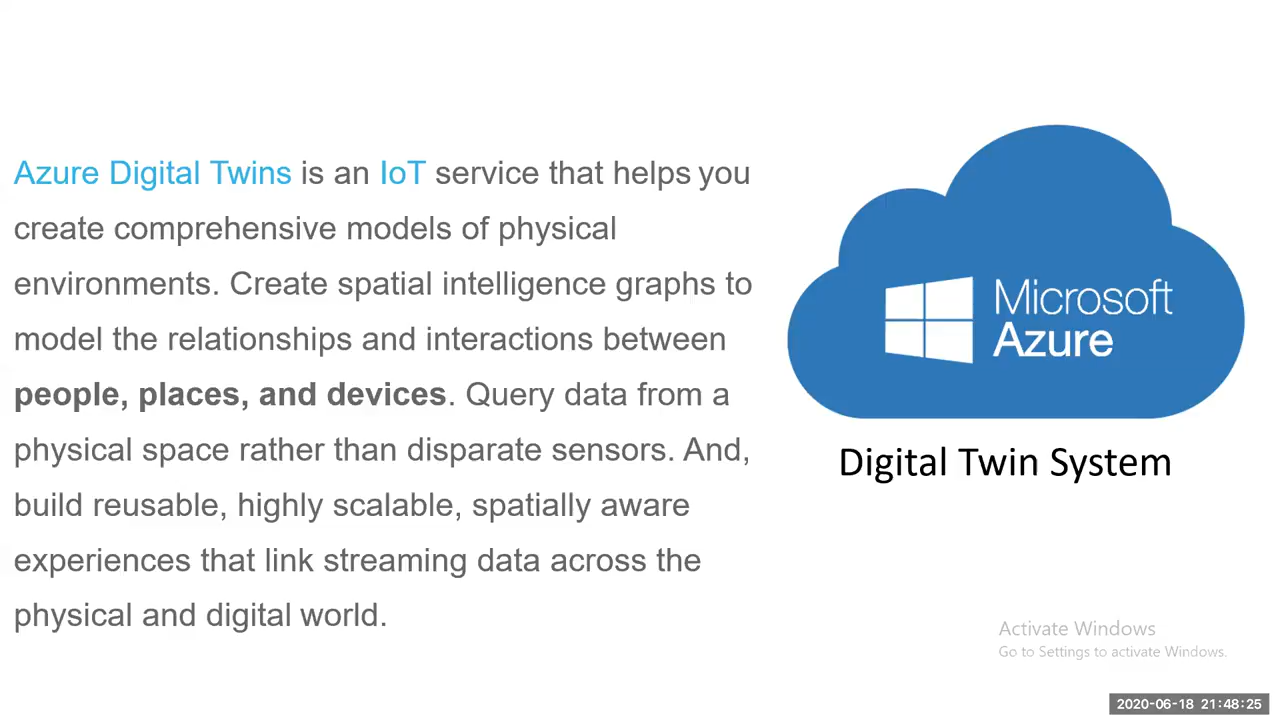 Azure Digital Twins is an IoT service that helps you
create comprehensive models of physical
environments. Create spatial intelligence graphs to
model the relationships and interactions between
people, places, and devices. Query data from a
physical space rather than disparate sensors. And,
build reusable, highly scalable, spatially aware
experiences that link streaming data across the
physical and digital world.
Microsoft
Azure
Digital Twin System
Activate Windows
Go to Settings to activate Windows.
2020-06-18 21:48:25